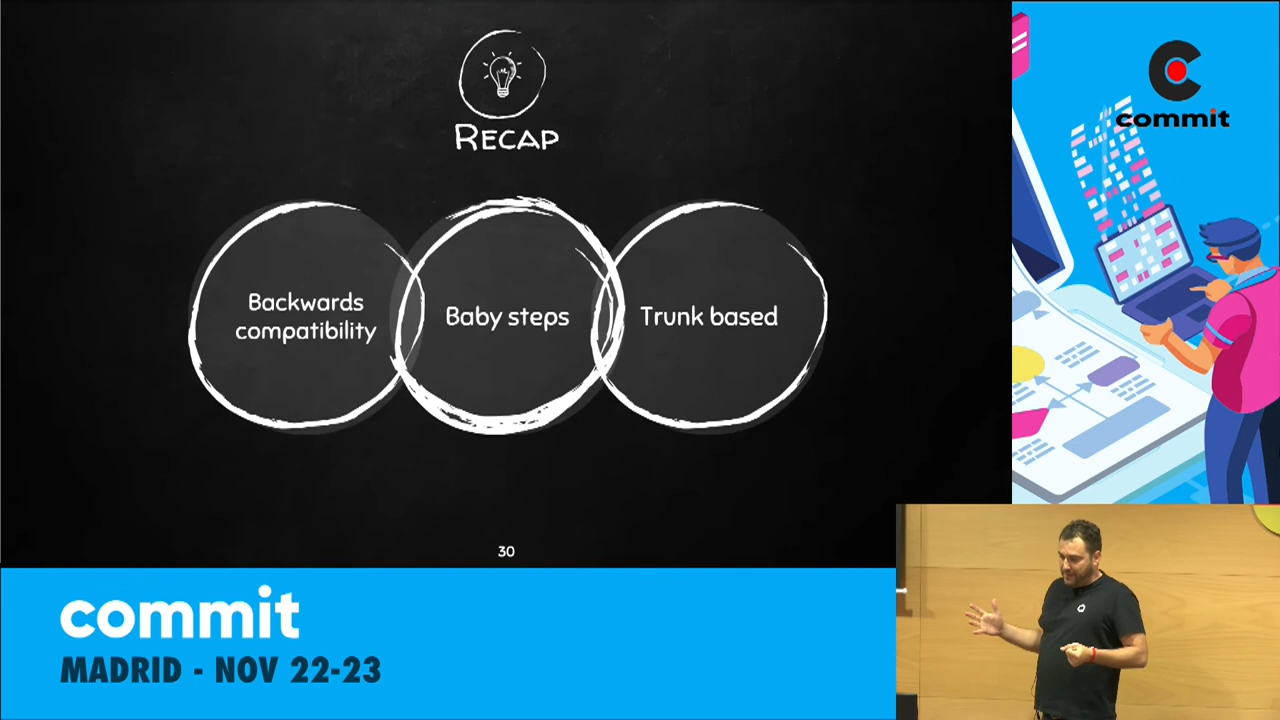 RECAP
Backwards
compatibility
Baby steps
Trunk based
30
commit
commit
MADRID - NOV 22-23